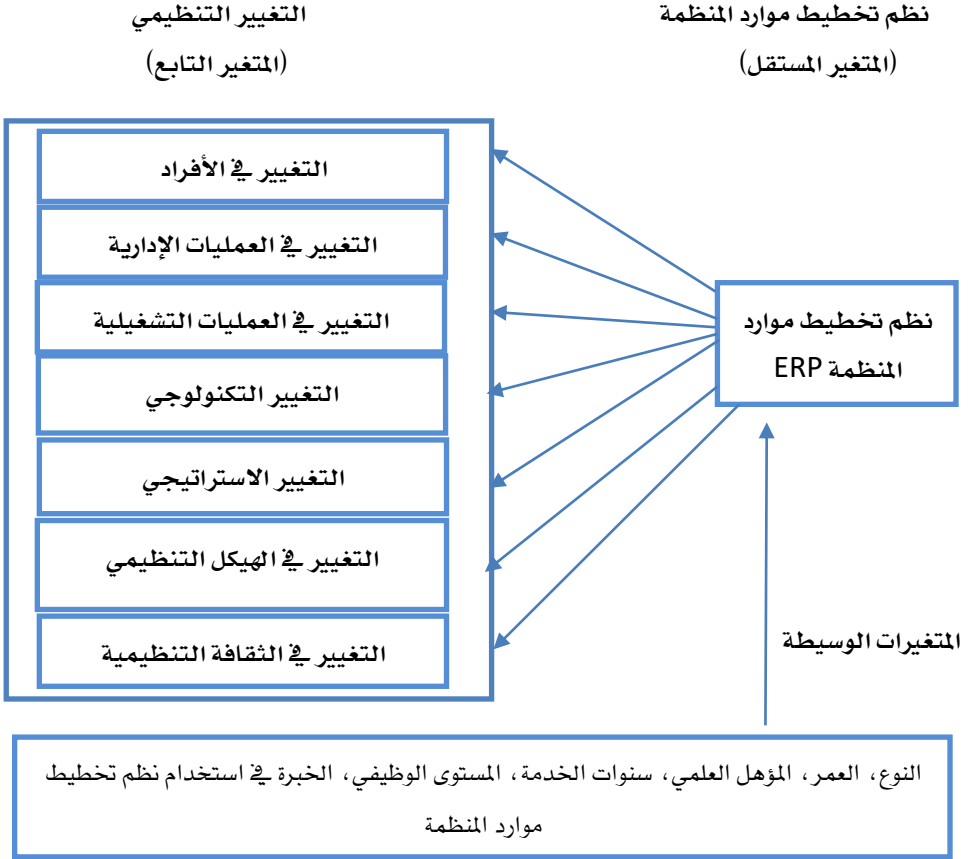 نظم تخطيط موارد المنظمة
(المتغير المستقل)
التغيير التنظيمي
(المتغير التابع)
نظم تخطيط موارد
المنظمة ERP
التغيير في الأفراد
التغيير في العمليات الإدارية
التغيير في العمليات التشغيلية
التغيير التكنولوجي
التغيير الاستراتيجي
التغيير في الهيكل التنظيمي
التغيير في الثقافة التنظيمية
المتغيرات الوسيطة
النوع، العمر، المؤهل العلمي، سنوات الخدمة، المستوى الوظيفي، الخبرة في استخدام نظم تخطيط
موارد المنظمة